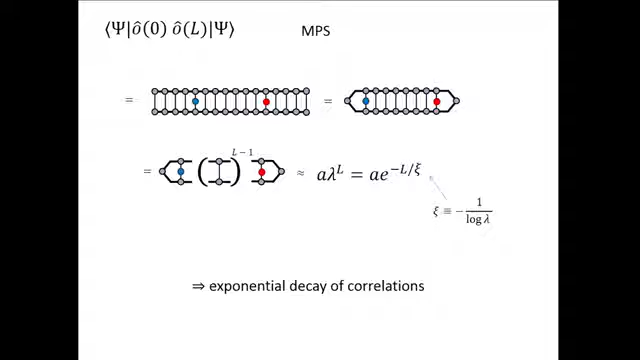 ⟨Ψ|ô(0) ô(L)|Ψ⟩ MPS
= =
= ( ) L−1 ≈ aλ^L = ae^{−L/ξ}
ξ ≡ − 1 / log λ
⇒ exponential decay of correlations